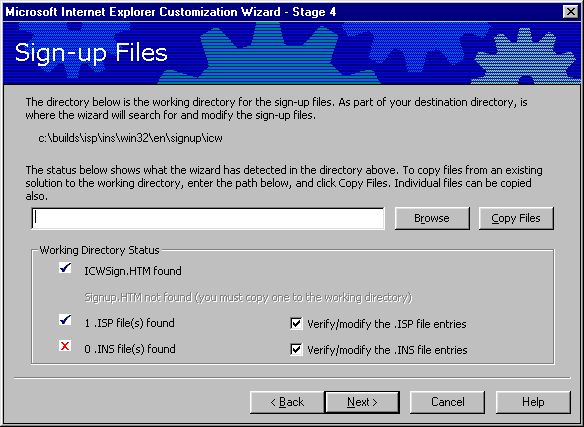 Microsoft Internet Explorer Customization Wizard - Stage 4
Sign-up Files
The directory below is the working directory for the sign-up files. As part of your destination directory, is
where the wizard will search for and modify the sign-up files.
c:\builds\isp\ins\win32\en\signup\icw
The status below shows what the wizard has detected in the directory above. To copy files from an existing
solution to the working directory, enter the path below, and click Copy Files. Individual files can be copied
also.
Browse
Copy Files
Working Directory Status
ICWSign.HTM found
Signup.HTM not found (you must copy one to the working directory)
1 .ISP file(s) found
Verify/modify the .ISP file entries
0 .INS file(s) found
Verify/modify the .INS file entries
< Back
Next >
Cancel
Help